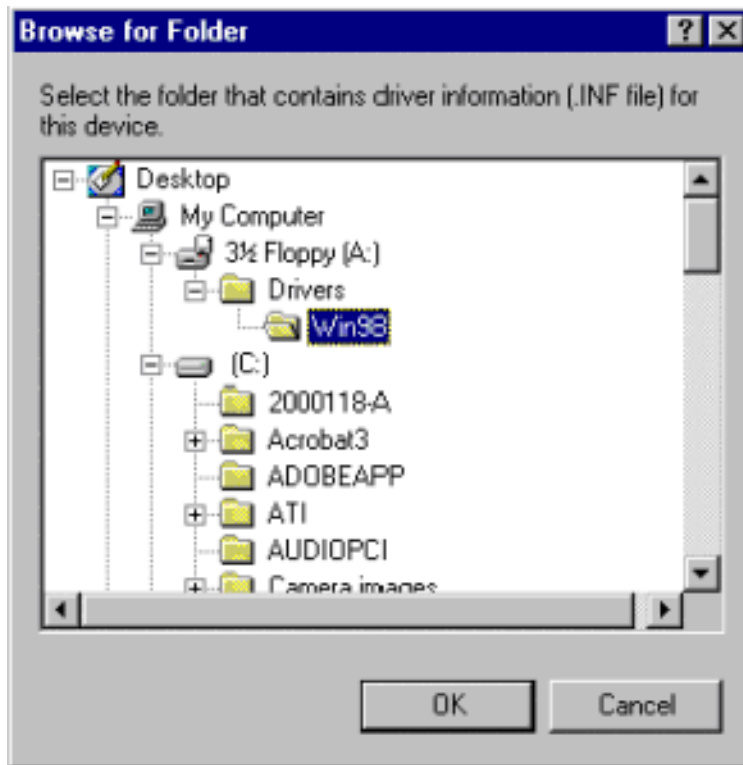 Browse for Folder
Select the folder that contains driver information (.INF file) for
this device.
Desktop
My Computer
3½ Floppy (A:)
Drivers
Win98
(C:)
2000118-A
Acrobat3
ADOBEAPP
ATI
AUDIOPCI
Camera images
OK Cancel